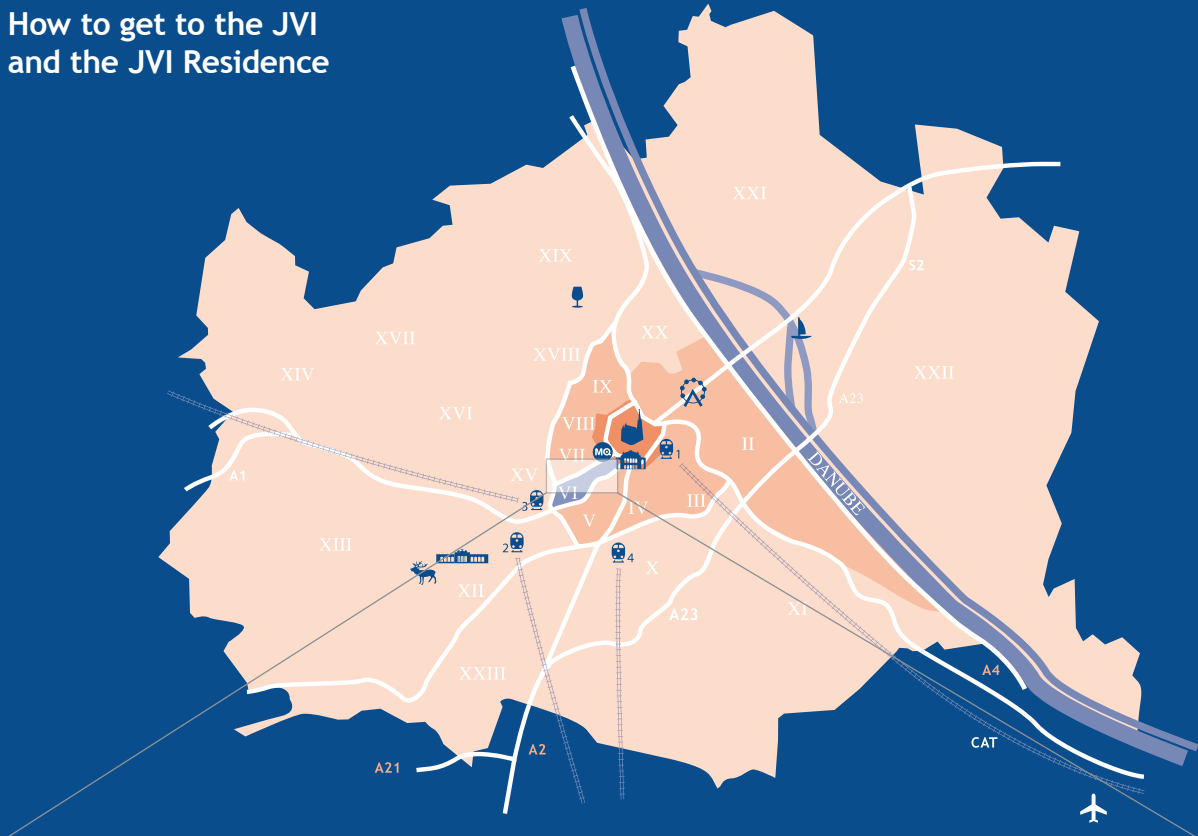 How to get to the JVI
and the JVI Residence
XXI
XIX
S2
XX
XVII
XVIII
XIV
XXII
IX
A23
XVI
VIII
II
MQ
1
VII
XV
A1
DANUBE
VI
3
III
IV
V
XIII
2
4
X
XII
XI
A23
XXIII
A4
CAT
A2
A21